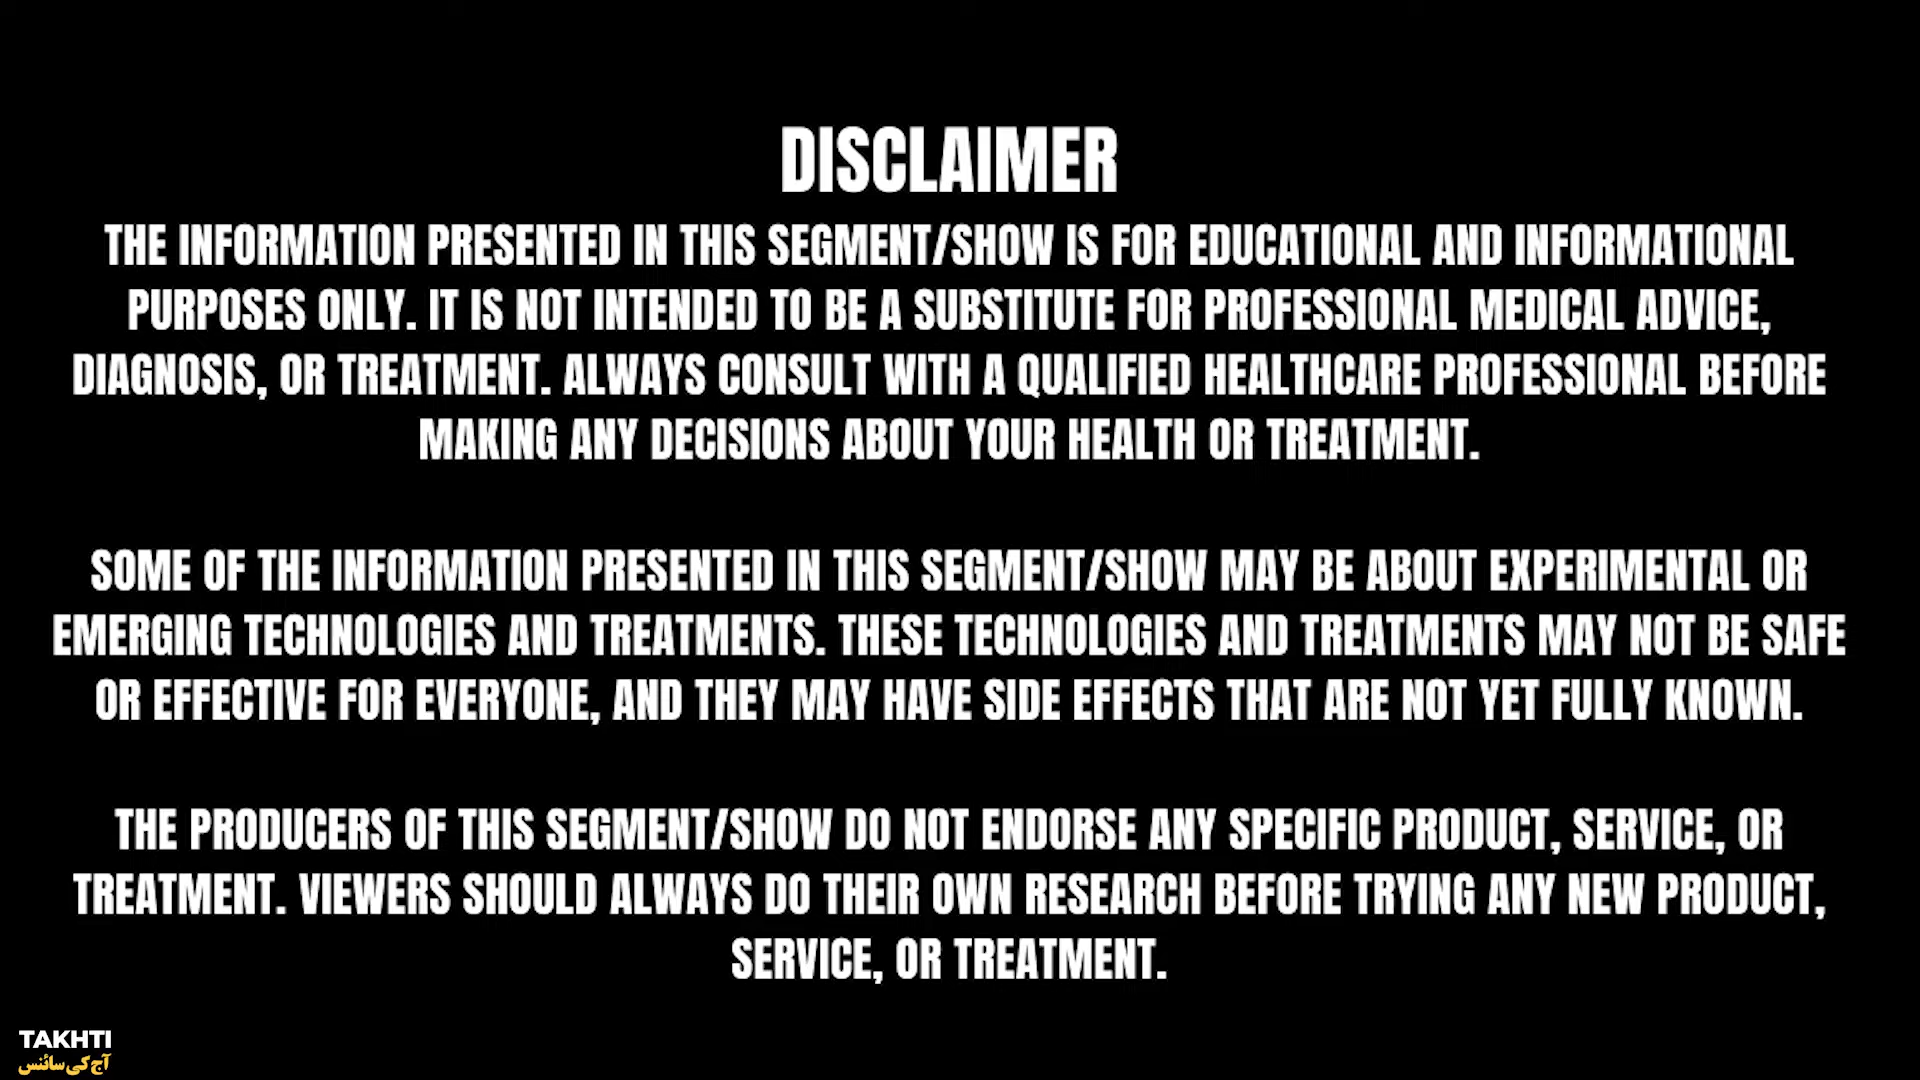 DISCLAIMER
THE INFORMATION PRESENTED IN THIS SEGMENT/SHOW IS FOR EDUCATIONAL AND INFORMATIONAL
PURPOSES ONLY. IT IS NOT INTENDED TO BE A SUBSTITUTE FOR PROFESSIONAL MEDICAL ADVICE,
DIAGNOSIS, OR TREATMENT. ALWAYS CONSULT WITH A QUALIFIED HEALTHCARE PROFESSIONAL BEFORE
MAKING ANY DECISIONS ABOUT YOUR HEALTH OR TREATMENT.
SOME OF THE INFORMATION PRESENTED IN THIS SEGMENT/SHOW MAY BE ABOUT EXPERIMENTAL OR
EMERGING TECHNOLOGIES AND TREATMENTS. THESE TECHNOLOGIES AND TREATMENTS MAY NOT BE SAFE
OR EFFECTIVE FOR EVERYONE, AND THEY MAY HAVE SIDE EFFECTS THAT ARE NOT YET FULLY KNOWN.
THE PRODUCERS OF THIS SEGMENT/SHOW DO NOT ENDORSE ANY SPECIFIC PRODUCT, SERVICE, OR
TREATMENT. VIEWERS SHOULD ALWAYS DO THEIR OWN RESEARCH BEFORE TRYING ANY NEW PRODUCT,
SERVICE, OR TREATMENT.
TAKHTI
آج کی سائنس